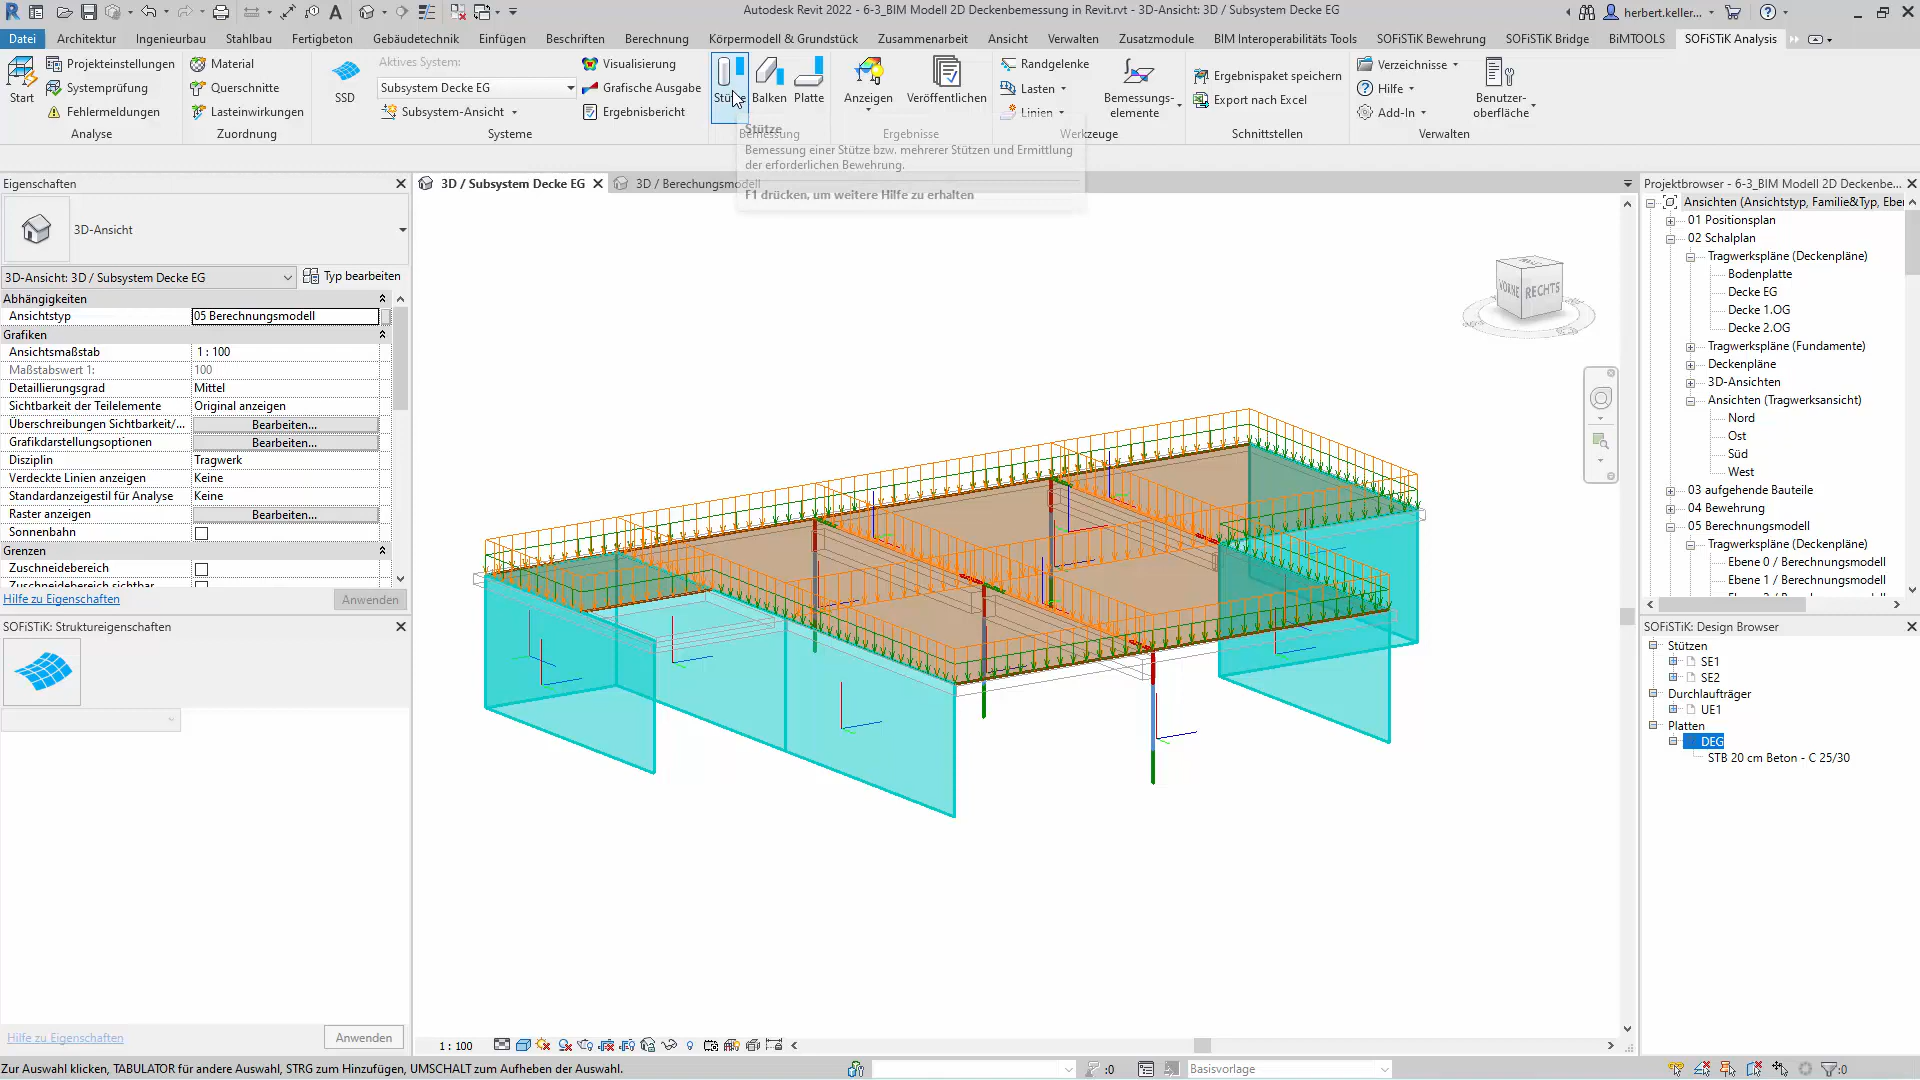 Autodesk Revit 2022 - 6-3_BIM Modell 2D Deckenbemessung in Revit.rvt - 3D-Ansicht: 3D / Subsystem Decke EG
herbert.keller...
Datei Architektur Ingenieurbau Stahlbau Fertigbeton Gebäudetechnik Einfügen Beschriften Berechnung Körpermodell & Grundstück Zusammenarbeit Ansicht Verwalten Zusatzmodule BIM Interoperabilitäts Tools SOFiSTiK Bewehrung SOFiSTiK Bridge BiMTOOLS SOFiSTiK Analysis
Start
Projekteinstellungen
Systemprüfung
Fehlermeldungen
Analyse
Material
Querschnitte
Lasteinwirkungen
Zuordnung
SSD
Aktives System:
Subsystem Decke EG
Subsystem-Ansicht
Visualisierung
Grafische Ausgabe
Ergebnisbericht
Systeme
Balken
Platte
Bemessung
Anzeigen
Veröffentlichen
Ergebnisse
Randgelenke
Lasten
Linien
Bemessungs-
elemente
Werkzeuge
Ergebnispaket speichern
Export nach Excel
Schnittstellen
Verzeichnisse
Hilfe
Add-In
Benutzer-
oberfläche
Verwalten
Stütze
Bemessung einer Stütze bzw. mehrerer Stützen und Ermittlung
der erforderlichen Bewehrung.
F1 drücken, um weitere Hilfe zu erhalten
Eigenschaften
3D-Ansicht
3D-Ansicht: 3D / Subsystem Decke EG
Typ bearbeiten
Abhängigkeiten
Ansichtstyp 05 Berechnungsmodell
Grafiken
Ansichtsmaßstab 1 : 100
Maßstabswert 1: 100
Detaillierungsgrad Mittel
Sichtbarkeit der Teilelemente Original anzeigen
Überschreibungen Sichtbarkeit/... Bearbeiten...
Grafikdarstellungsoptionen Bearbeiten...
Disziplin Tragwerk
Verdeckte Linien anzeigen Keine
Standardanzeigestil für Analyse Keine
Raster anzeigen Bearbeiten...
Sonnenbahn
Grenzen
Zuschneidebereich
Zuschneidebereich sichtbar
Hilfe zu Eigenschaften
Anwenden
SOFiSTiK: Struktureigenschaften
Hilfe zu Eigenschaften
Anwenden
3D / Subsystem Decke EG
3D / Berechungsmodell
VORNE
RECHTS
1 : 100
Projektbrowser - 6-3_BIM Modell 2D Deckenbe...
Ansichten (Ansichtstyp, Familie&Typ, Eber
01 Positionsplan
02 Schalplan
Tragwerkspläne (Deckenpläne)
Bodenplatte
Decke EG
Decke 1.OG
Decke 2.OG
Tragwerkspläne (Fundamente)
Deckenpläne
3D-Ansichten
Ansichten (Tragwerksansicht)
Nord
Ost
Süd
West
03 aufgehende Bauteile
04 Bewehrung
05 Berechnungsmodell
Tragwerkspläne (Deckenpläne)
Ebene 0 / Berechnungsmodell
Ebene 1 / Berechnungsmodell
SOFiSTiK: Design Browser
Stützen
SE1
SE2
Durchlaufträger
UE1
Platten
DEG
STB 20 cm Beton - C 25/30
Zur Auswahl klicken, TABULATOR für andere Auswahl, STRG zum Hinzufügen, UMSCHALT zum Aufheben der Auswahl.
:0
Basisvorlage
:0